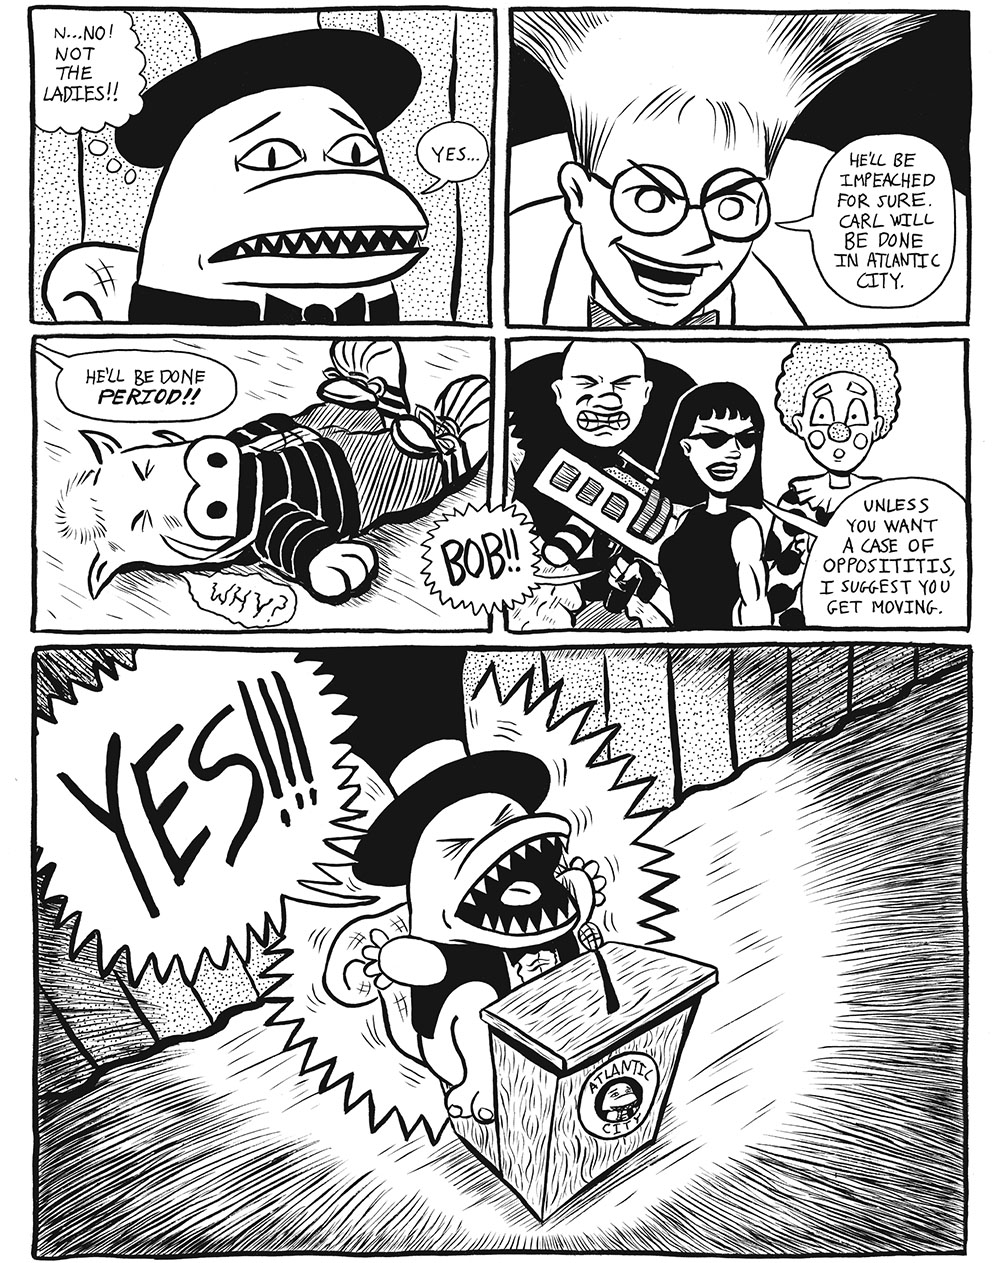 N...NO!
NOT
THE
LADIES!!
YES...
HE'LL BE
IMPEACHED
FOR SURE.
CARL WILL
BE DONE
IN ATLANTIC
CITY.
HE'LL BE DONE
PERIOD!!
WHY?
BOB!!
UNLESS
YOU WANT
A CASE OF
OPPOSITITIS,
I SUGGEST YOU
GET MOVING.
YES!!!
ATLANTIC
CITY